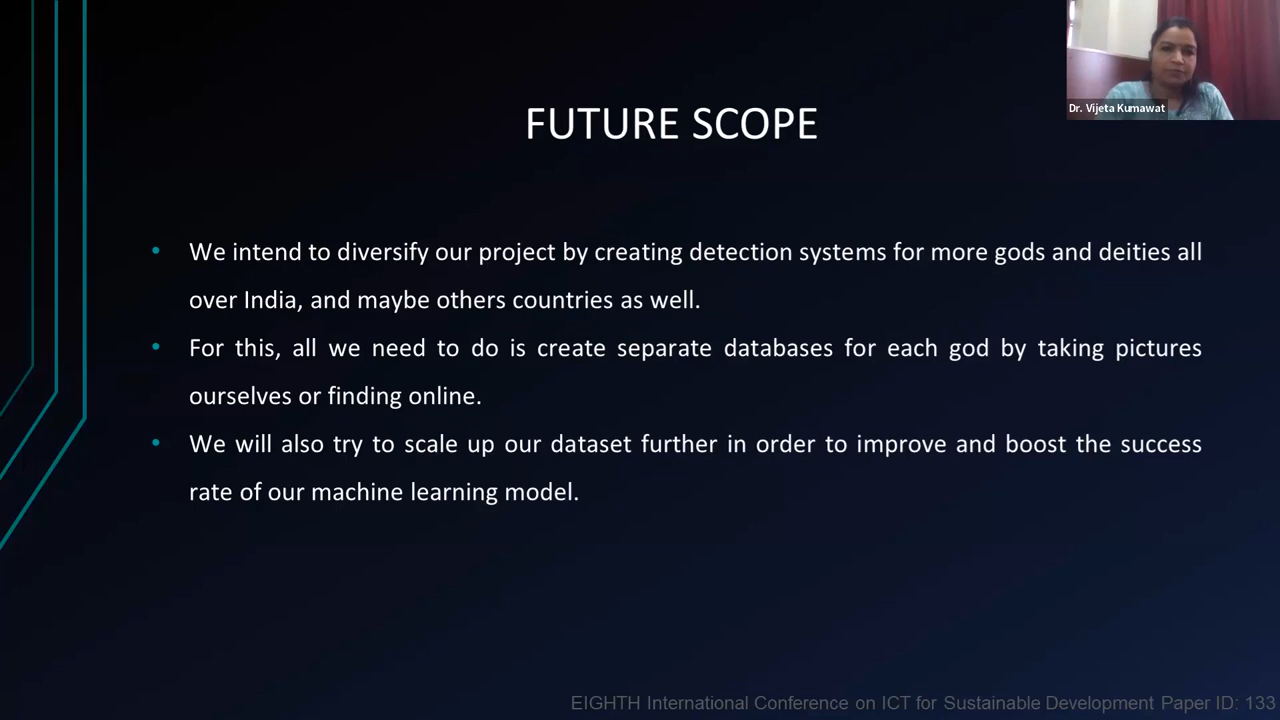 Dr. Vijeta Kumawat
FUTURE SCOPE
• We intend to diversify our project by creating detection systems for more gods and deities all
over India, and maybe others countries as well.
• For this, all we need to do is create separate databases for each god by taking pictures
ourselves or finding online.
• We will also try to scale up our dataset further in order to improve and boost the success
rate of our machine learning model.
EIGHTH International Conference on ICT for Sustainable Development Paper ID: 133